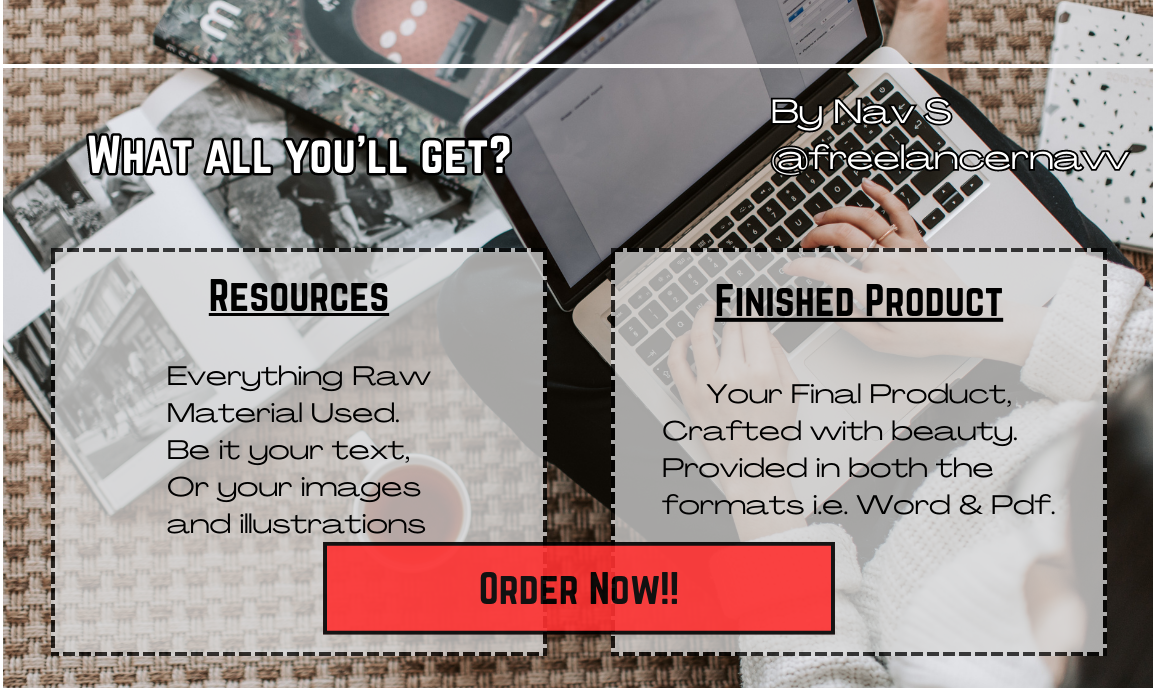 What all you'll get?
By Nav S
@freelancernavv
Resources
Everything Raw
Material Used.
Be it your text,
Or your images
and illustrations
Finished Product
Your Final Product,
Crafted with beauty.
Provided in both the
formats i.e. Word & Pdf.
Order Now!!